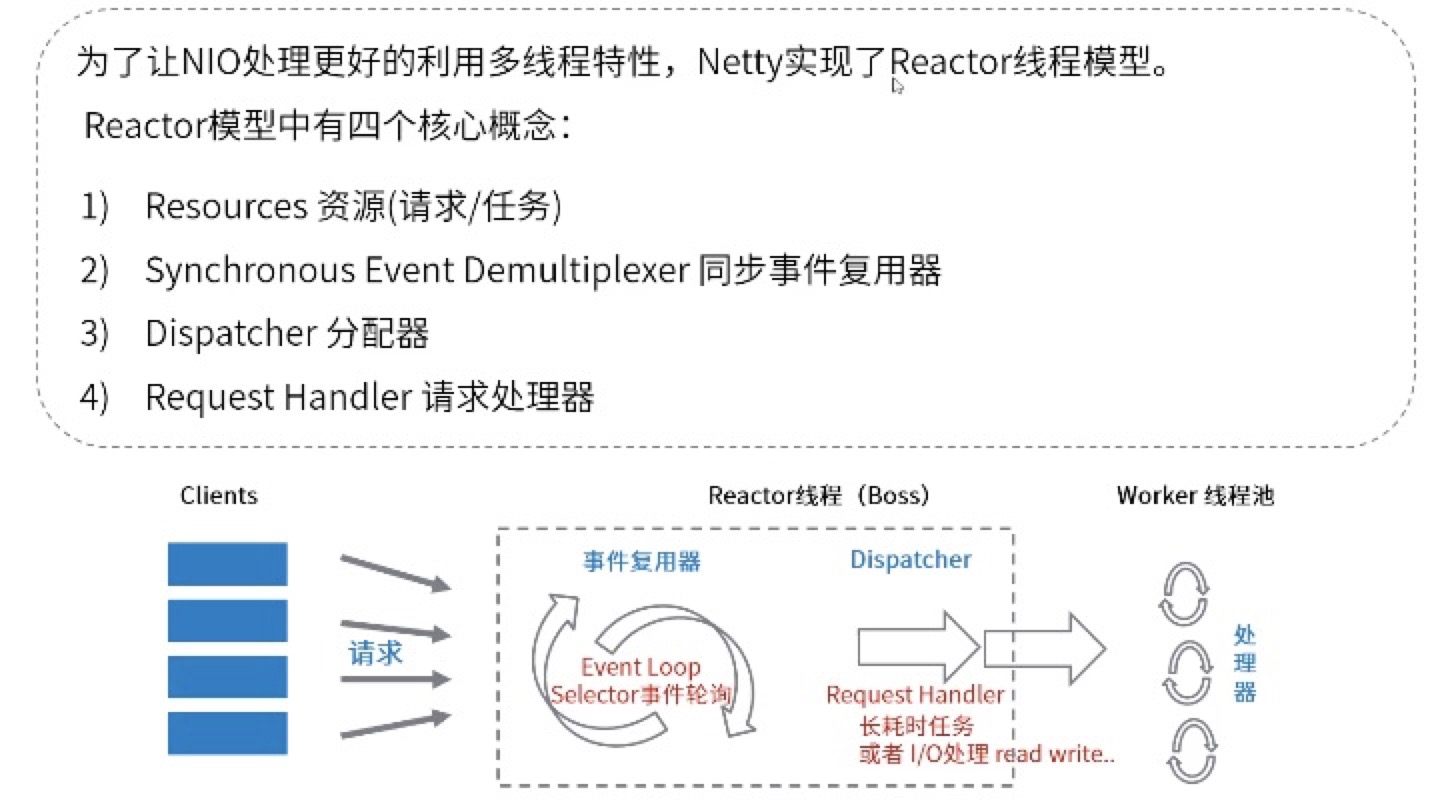 为了让NIO处理更好的利用多线程特性，Netty实现了Reactor线程模型。
Reactor模型中有四个核心概念：
1) Resources 资源(请求/任务)
2) Synchronous Event Demultiplexer 同步事件复用器
3) Dispatcher 分配器
4) Request Handler 请求处理器
Clients
Reactor线程（Boss）
Worker 线程池
事件复用器
Dispatcher
请求
Event Loop
Selector事件轮询
Request Handler
长耗时任务
或者 I/O处理 read write..
处
理
器